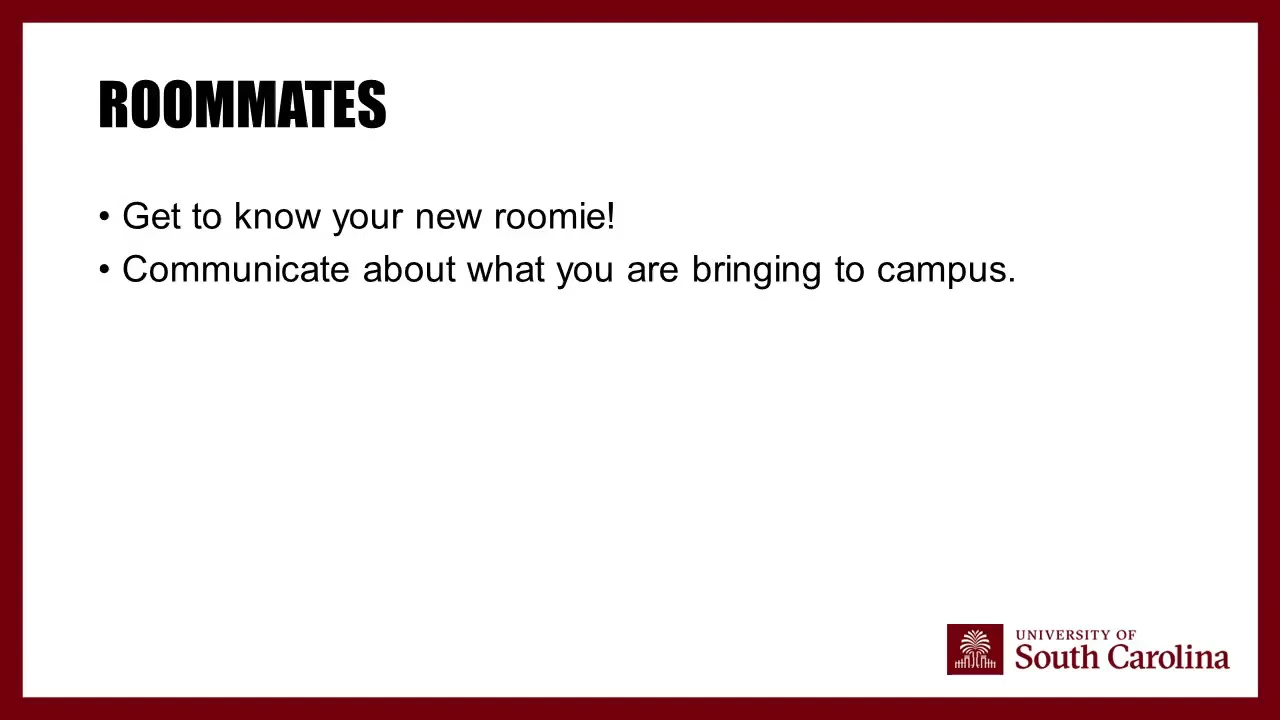 ROOMMATES
• Get to know your new roomie!
• Communicate about what you are bringing to campus.
UNIVERSITY OF
South Carolina